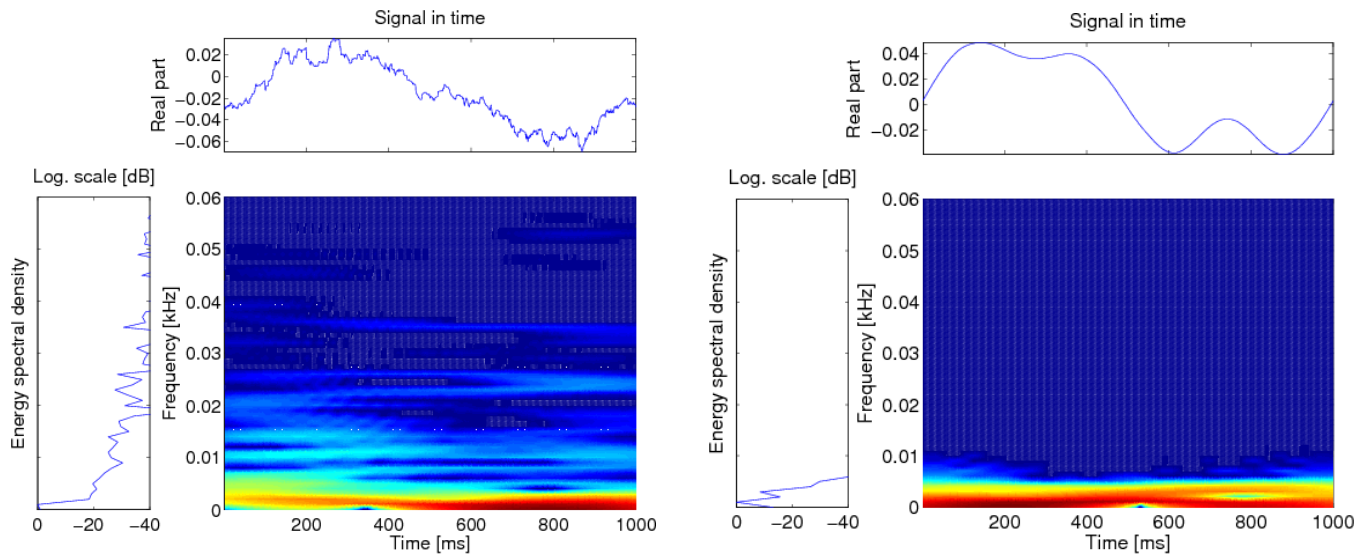 Signal in time
Real part
0.02
0
−0.02
−0.04
−0.06
Log. scale [dB]
Energy spectral density
0 −20 −40
Frequency [kHz]
0.06
0.05
0.04
0.03
0.02
0.01
0
200 400 600 800 1000
Time [ms]
Signal in time
Real part
0.04
0.02
0
−0.02
Log. scale [dB]
Energy spectral density
0 −20 −40
Frequency [kHz]
0.06
0.05
0.04
0.03
0.02
0.01
0
200 400 600 800 1000
Time [ms]